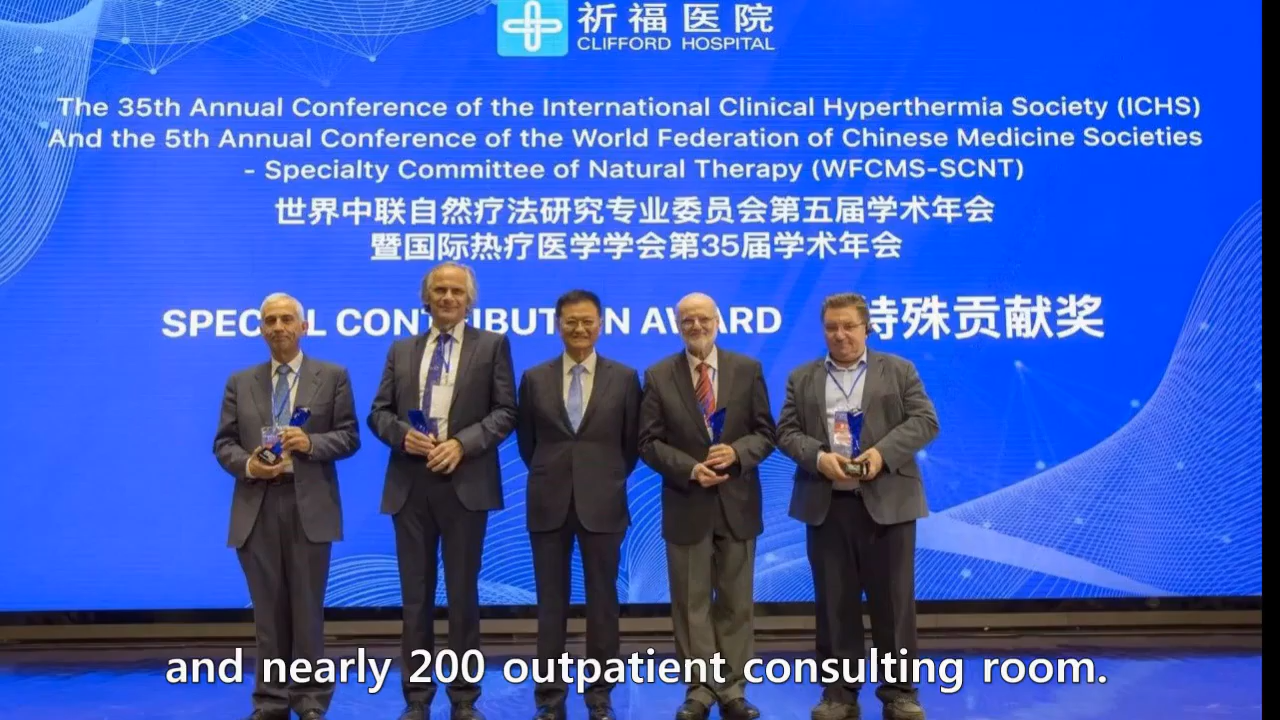 祈福医院
CLIFFORD HOSPITAL
The 35th Annual Conference of the International Clinical Hyperthermia Society (ICHS)
And the 5th Annual Conference of the World Federation of Chinese Medicine Societies
- Specialty Committee of Natural Therapy (WFCMS-SCNT)
世界中联自然疗法研究专业委员会第五届学术年会
暨国际热疗医学学会第35届学术年会
SPECIAL CONTRIBUTION AWARD 特殊贡献奖
and nearly 200 outpatient consulting room.